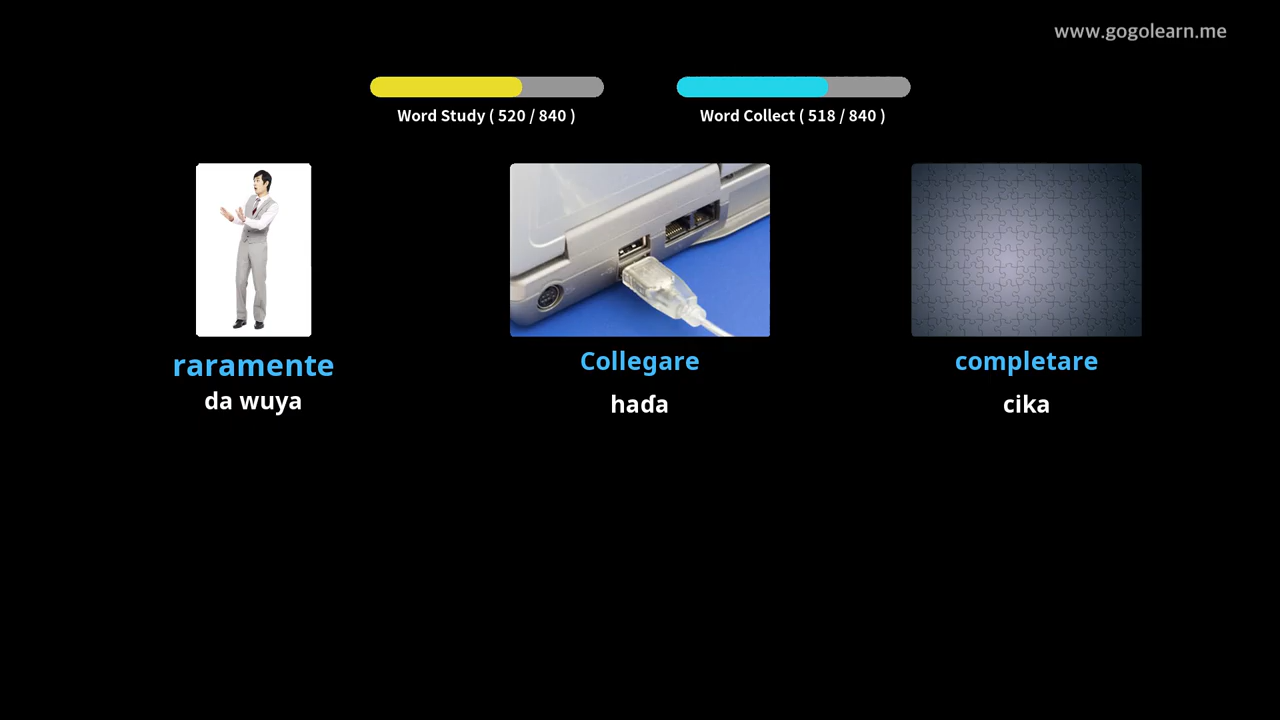 www.gogolearn.me
Word Study ( 520 / 840 )
Word Collect ( 518 / 840 )
raramente
da wuya
Collegare
haɗa
completare
cika